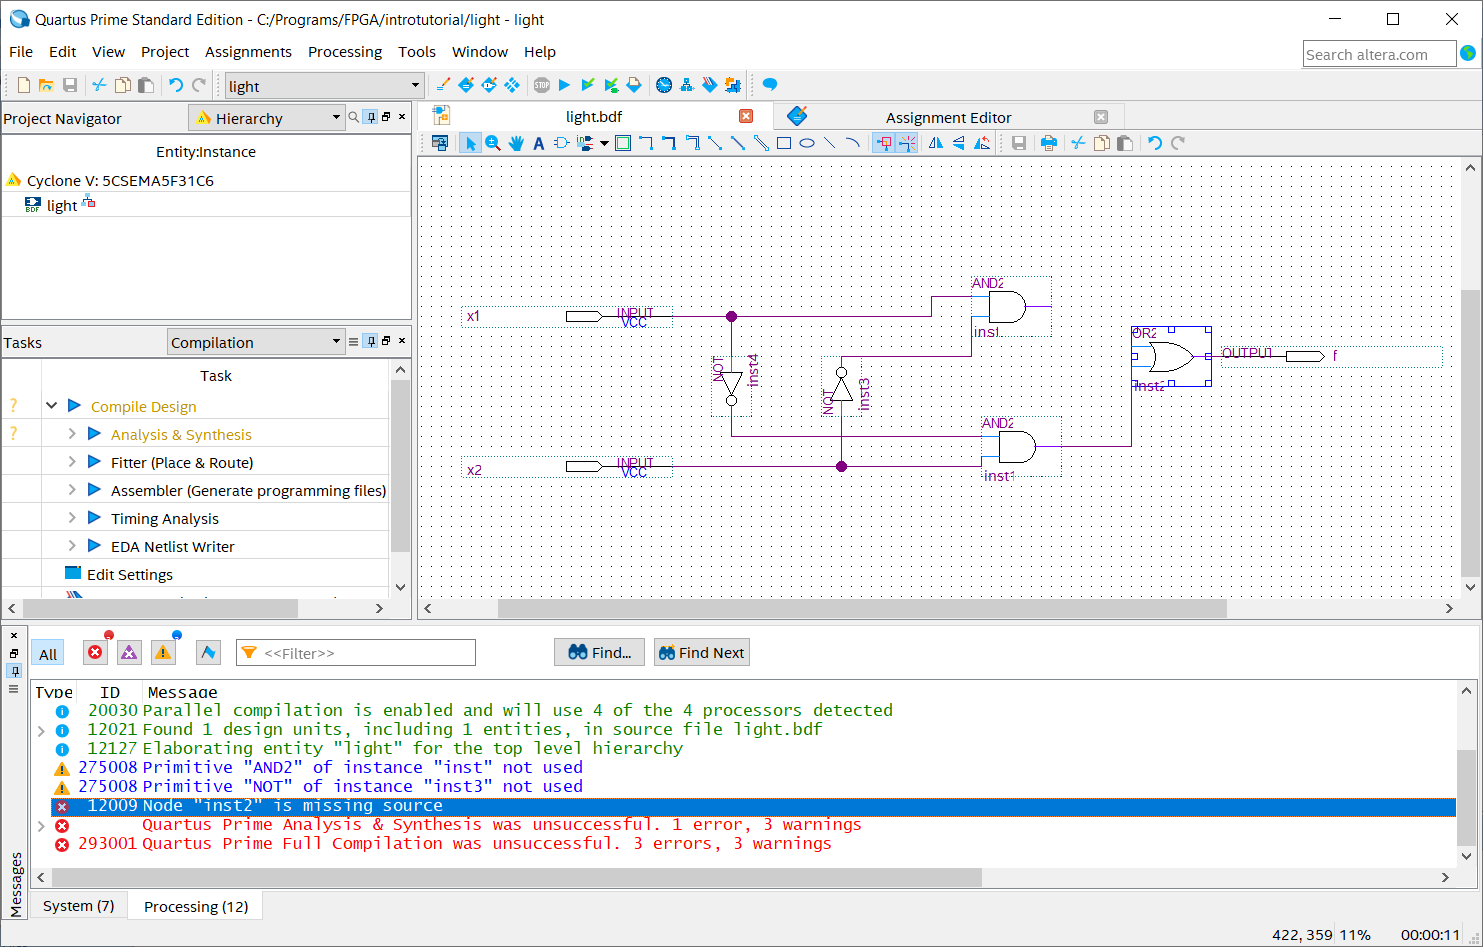 Quartus Prime Standard Edition - C:/Programs/FPGA/introtutorial/light - light
File Edit View Project Assignments Processing Tools Window Help
Search altera.com
light
STOP
Project Navigator
Hierarchy
Entity:Instance
Cyclone V: 5CSEMA5F31C6
BDF light
Tasks
Compilation
Task
? Compile Design
? Analysis & Synthesis
Fitter (Place & Route)
Assembler (Generate programming files)
Timing Analysis
EDA Netlist Writer
Edit Settings
light.bdf
Assignment Editor
A
AND2
inst
x1
INPUT
VCC
OR2
inst2
OUTPUT
f
NOT
inst4
NOT
inst3
AND2
inst1
x2
INPUT
VCC
All
<<Filter>>
Find...
Find Next
Type ID Message
20030 Parallel compilation is enabled and will use 4 of the 4 processors detected
12021 Found 1 design units, including 1 entities, in source file light.bdf
12127 Elaborating entity "light" for the top level hierarchy
275008 Primitive "AND2" of instance "inst" not used
275008 Primitive "NOT" of instance "inst3" not used
12009 Node "inst2" is missing source
Quartus Prime Analysis & Synthesis was unsuccessful. 1 error, 3 warnings
293001 Quartus Prime Full Compilation was unsuccessful. 3 errors, 3 warnings
Messages
System (7)
Processing (12)
422, 359 11% 00:00:11